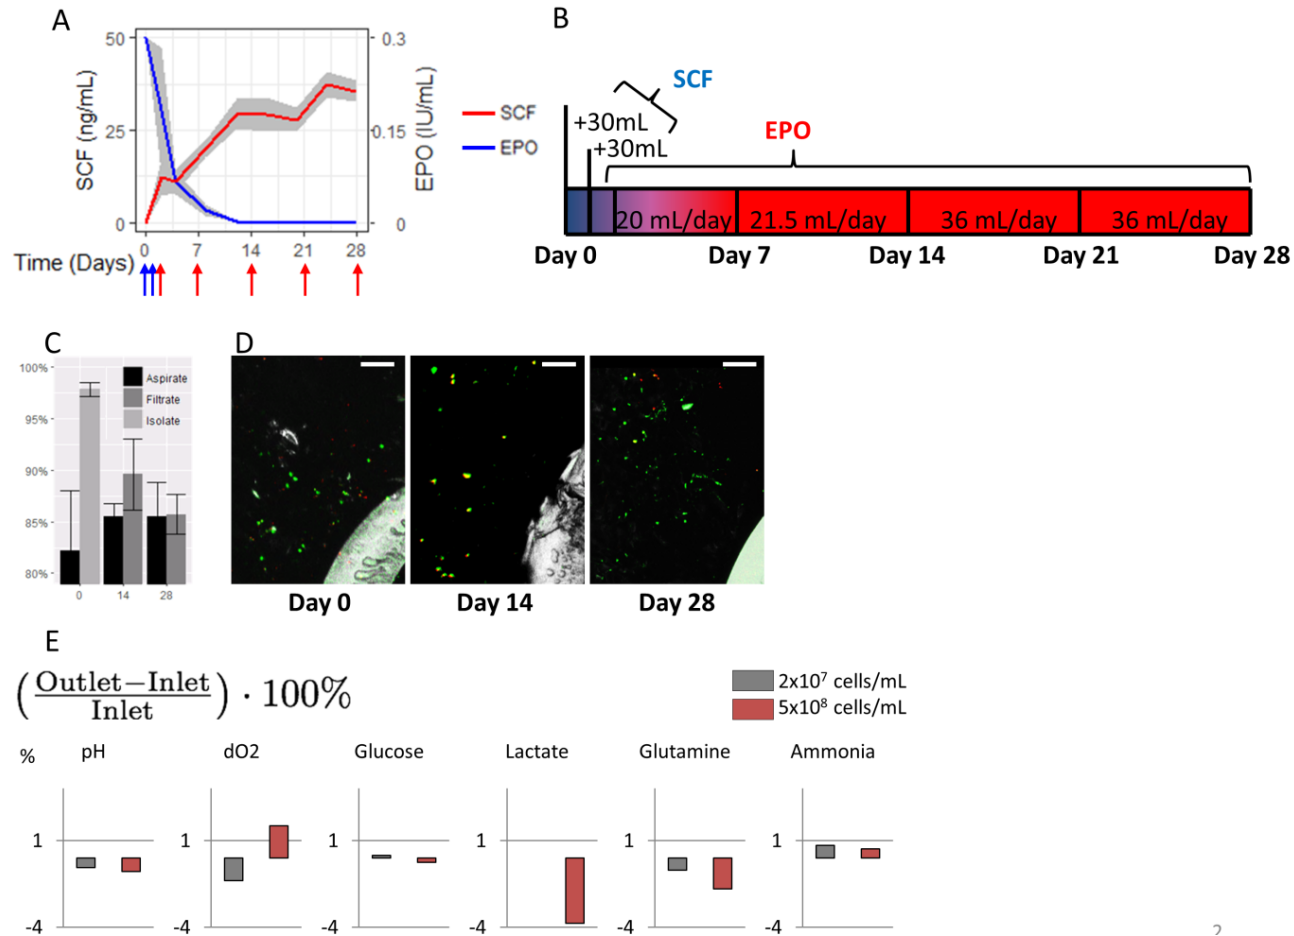 A
50
25
0
SCF (ng/mL)
0.3
0.15
0
EPO (IU/mL)
0 7 14 21 28
Time (Days)
SCF
EPO
B
SCF
+30mL
+30mL
EPO
20 mL/day 21.5 mL/day 36 mL/day 36 mL/day
Day 0 Day 7 Day 14 Day 21 Day 28
C
100%
95%
90%
85%
80%
0 14 28
Aspirate
Filtrate
Isolate
D
Day 0 Day 14 Day 28
E
(Outlet−Inlet/Inlet) · 100%
2x10⁷ cells/mL
5x10⁸ cells/mL
% pH dO2 Glucose Lactate Glutamine Ammonia
1 1 1 1 1 1
-4 -4 -4 -4 -4 -4
2